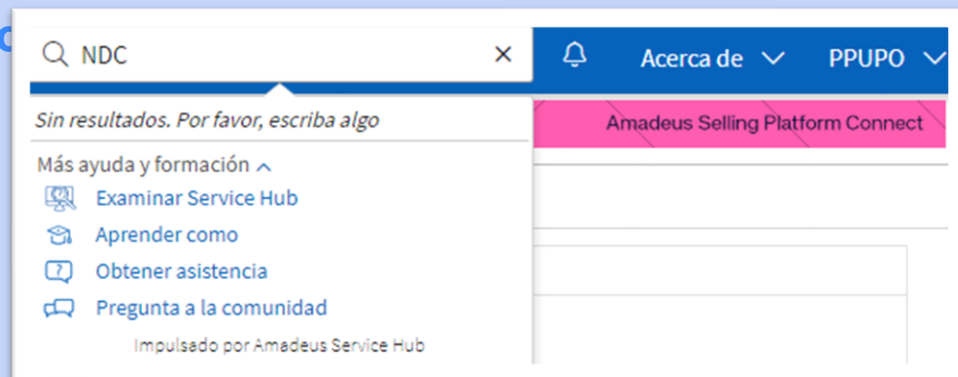 NDC
Acerca de
PPUPO
Sin resultados. Por favor, escriba algo
Amadeus Selling Platform Connect
Más ayuda y formación
Examinar Service Hub
Aprender como
Obtener asistencia
Pregunta a la comunidad
Impulsado por Amadeus Service Hub